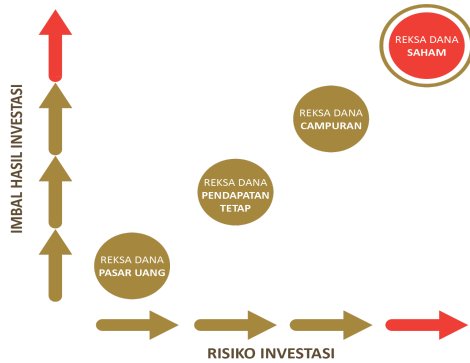 REKSA DANA
SAHAM
REKSA DANA
CAMPURAN
REKSA DANA
PENDAPATAN
TETAP
REKSA DANA
PASAR UANG
IMBAL HASIL INVESTASI
RISIKO INVESTASI